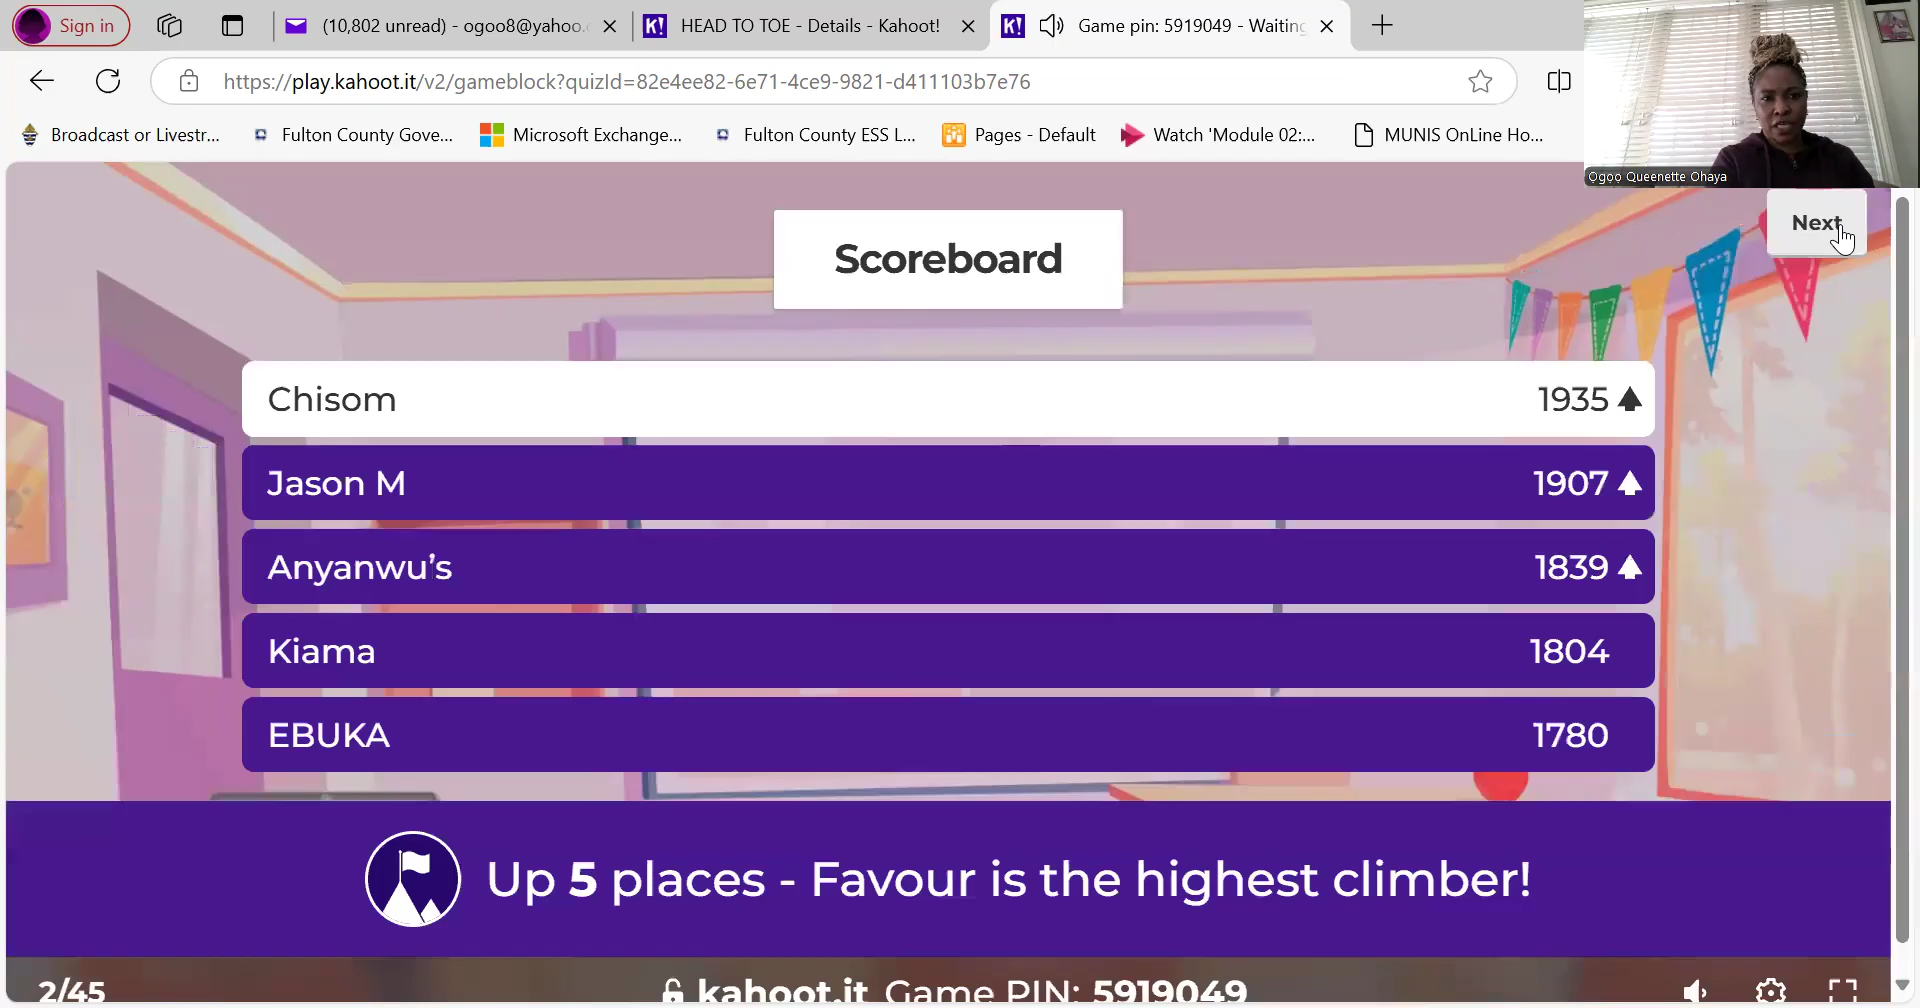 Sign in
(10,802 unread) - ogoo8@yahoo.
HEAD TO TOE - Details - Kahoot!
Game pin: 5919049 - Waiting
https://play.kahoot.it/v2/gameblock?quizId=82e4ee82-6e71-4ce9-9821-d411103b7e76
Broadcast or Livestr...
Fulton County Gove...
Microsoft Exchange...
Fulton County ESS L...
Pages - Default
Watch 'Module 02:...
MUNIS OnLine Ho...
Ogoo Queenette Ohaya
Next
Scoreboard
Chisom 1935
Jason M 1907
Anyanwu’s 1839
Kiama 1804
EBUKA 1780
Up 5 places - Favour is the highest climber!
2/45
kahoot.it Game PIN: 5919049